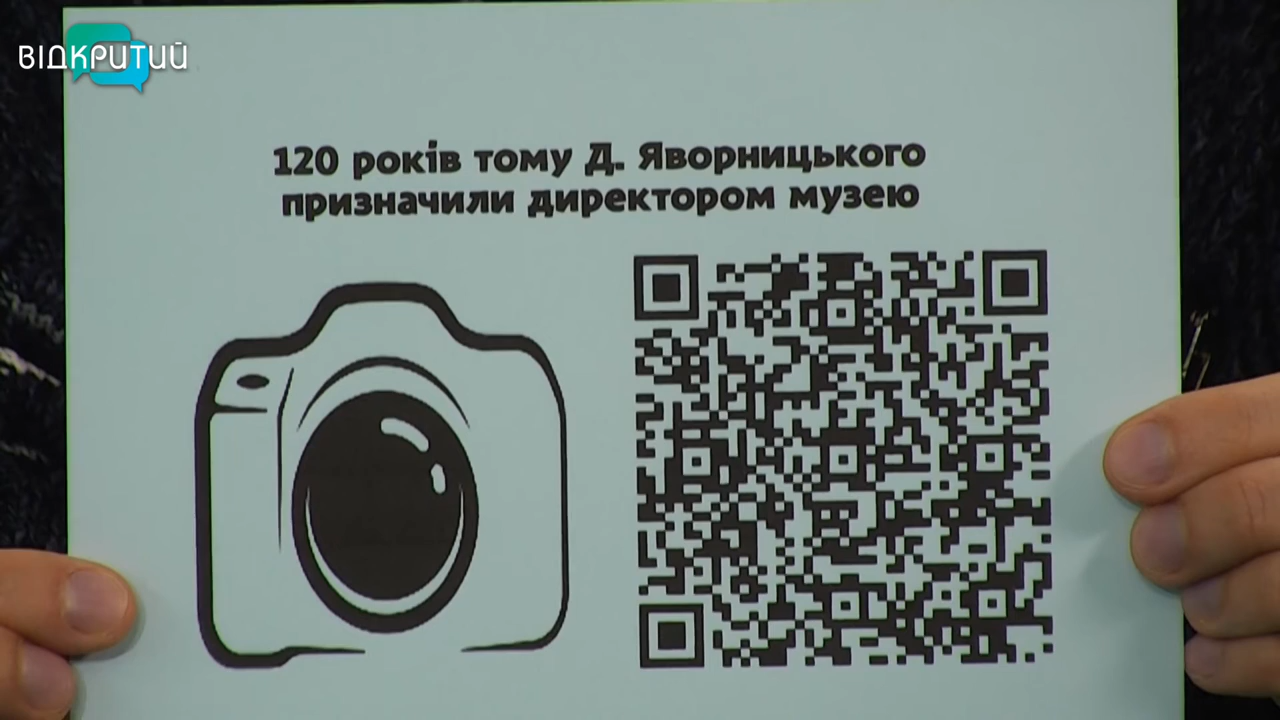 ВІДКРИТИЙ
120 років тому Д. Яворницького
призначили директором музею